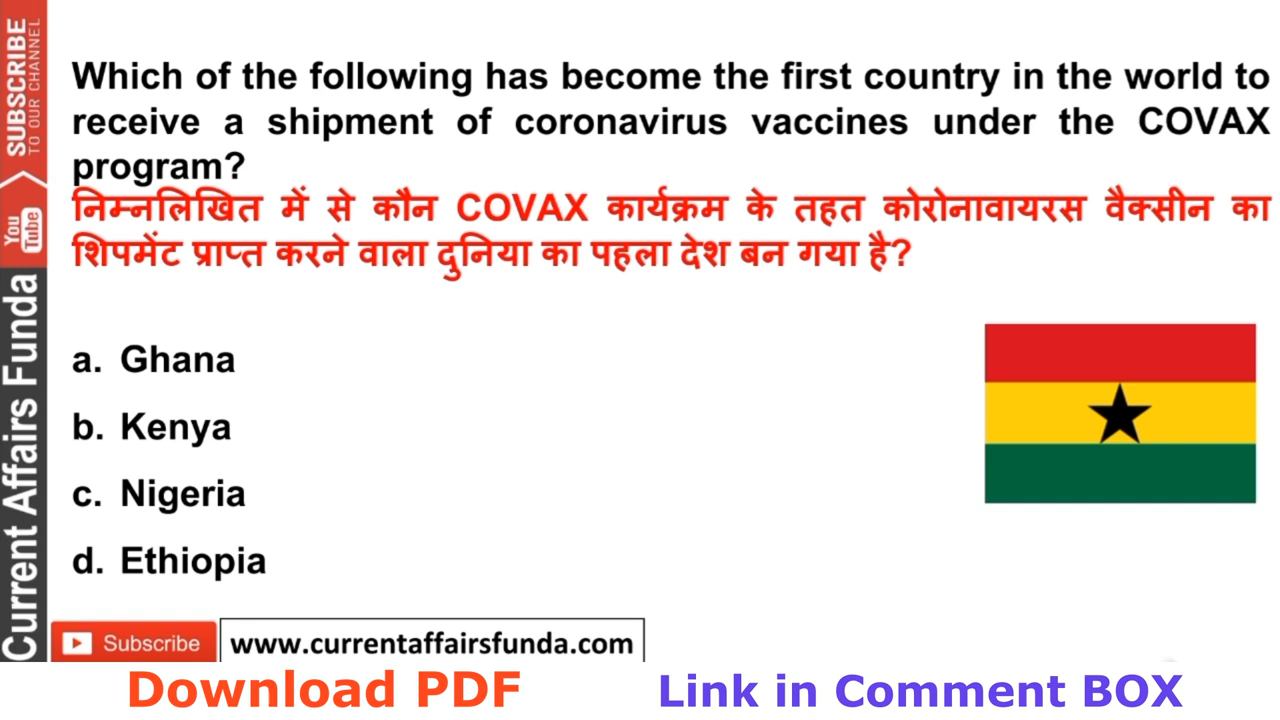 SUBSCRIBE
TO OUR CHANNEL
You
Tube
Current Affairs Funda
Which of the following has become the first country in the world to
receive a shipment of coronavirus vaccines under the COVAX
program?
निम्नलिखित में से कौन COVAX कार्यक्रम के तहत कोरोनावायरस वैक्सीन का
शिपमेंट प्राप्त करने वाला दुनिया का पहला देश बन गया है?
a. Ghana
b. Kenya
c. Nigeria
d. Ethiopia
Subscribe
www.currentaffairsfunda.com
Download PDF
Link in Comment BOX